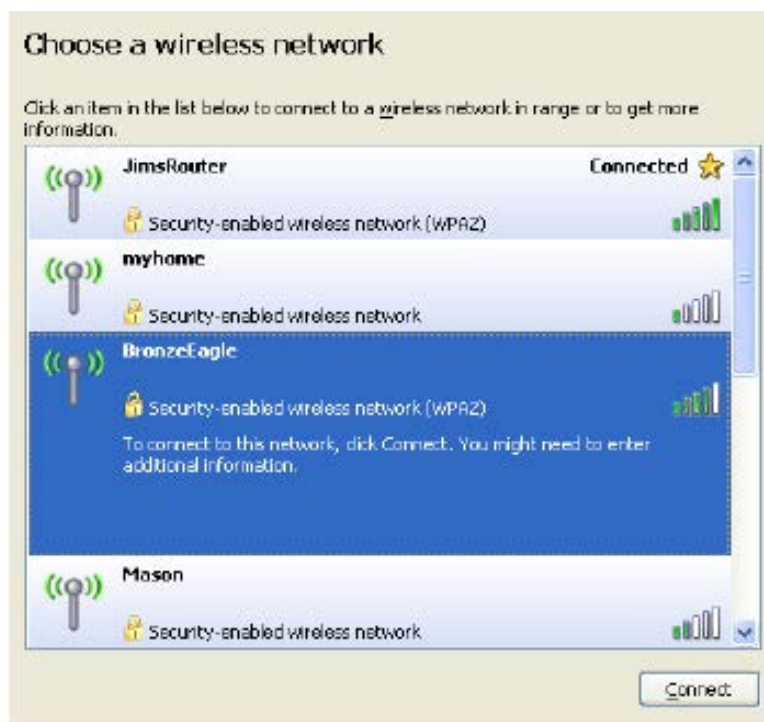 Choose a wireless network
Click an item in the list below to connect to a wireless network in range or to get more
information.
JimsRouter Connected
Security-enabled wireless network (WPA2)
myhome
Security-enabled wireless network
BronzeEagle
Security-enabled wireless network (WPA2)
To connect to this network, click Connect. You might need to enter
additional information.
Mason
Security-enabled wireless network
Connect